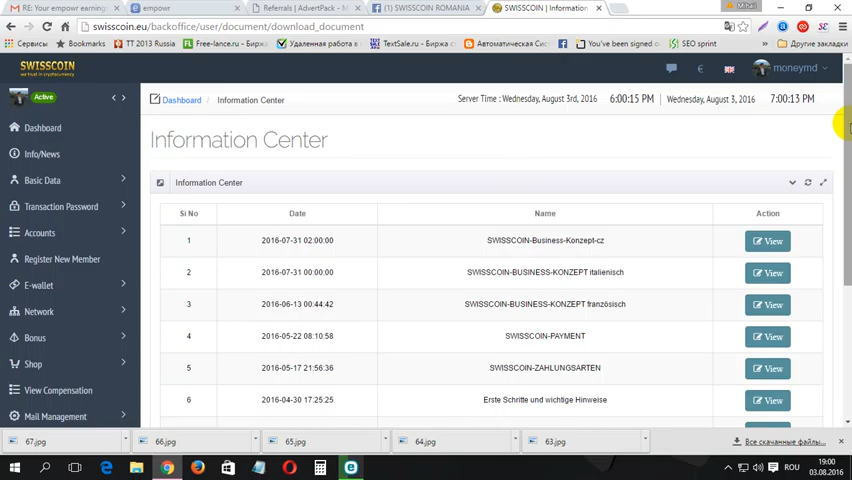 RE: Your empowr earning
empowr
Referrals | AdvertPack - M
(1) SWISSCOIN ROMANIA
SWISSCOIN | Information
Mihail
swisscoin.eu/backoffice/user/document/download_document
Сервисы
Bookmarks
TT 2013 Russia
Free-lance.ru - Бирж
Удаленная работа
TextSale.ru - Биржа
Автоматическая Сист
You've been signed o
SEO sprint
Другие закладки
SWISSCOIN
we trust in cryptocurrency
€
moneymd
Active
Dashboard / Information Center
Server Time : Wednesday, August 3rd, 2016 6:00:15 PM | Wednesday, August 3, 2016 7:00:13 PM
Dashboard
Info/News
Basic Data
Transaction Password
Accounts
Register New Member
E-wallet
Network
Bonus
Shop
View Compensation
Mail Management
Information Center
Information Center
Si No Date Name Action
1 2016-07-31 02:00:00 SWISSCOIN-Business-Konzept-cz View
2 2016-07-31 00:00:00 SWISSCOIN-BUSINESS-KONZEPT italienisch View
3 2016-06-13 00:44:42 SWISSCOIN-BUSINESS-KONZEPT französisch View
4 2016-05-22 08:10:58 SWISSCOIN-PAYMENT View
5 2016-05-17 21:56:36 SWISSCOIN-ZAHLUNGSARTEN View
6 2016-04-30 17:25:25 Erste Schritte und wichtige Hinweise View
67.jpg
66.jpg
65.jpg
64.jpg
63.jpg
Все скачанные файлы...
ROU
19:00
03.08.2016